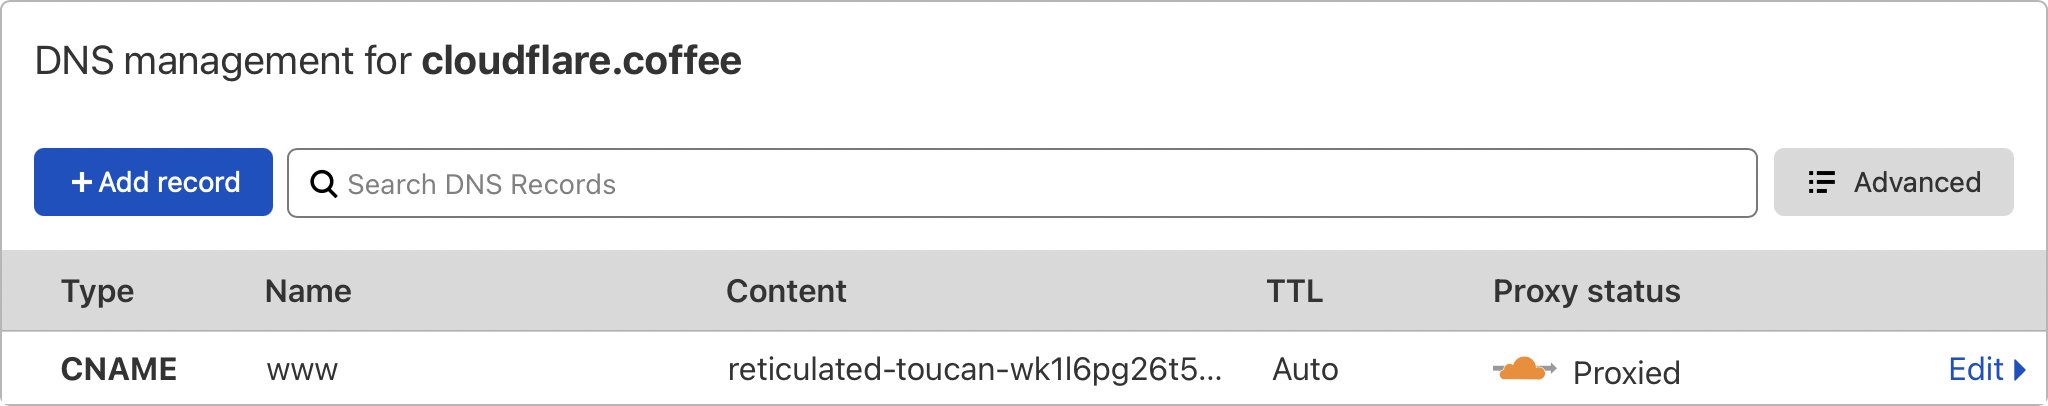 DNS management for cloudflare.coffee
+ Add record
Search DNS Records
Advanced
Type Name Content TTL Proxy status
CNAME www reticulated-toucan-wk1l6pg26t5... Auto Proxied Edit